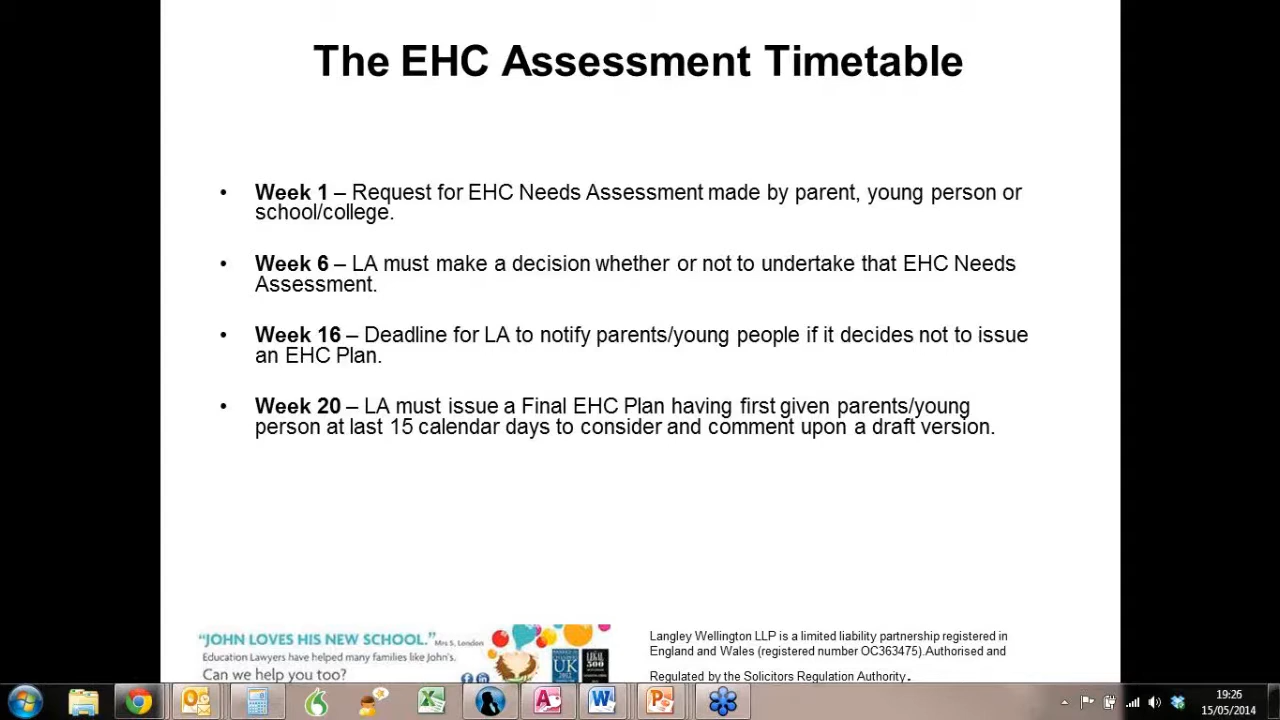 The EHC Assessment Timetable
• Week 1 – Request for EHC Needs Assessment made by parent, young person or
school/college.
• Week 6 – LA must make a decision whether or not to undertake that EHC Needs
Assessment.
• Week 16 – Deadline for LA to notify parents/young people if it decides not to issue
an EHC Plan.
• Week 20 – LA must issue a Final EHC Plan having first given parents/young
person at last 15 calendar days to consider and comment upon a draft version.
“JOHN LOVES HIS NEW SCHOOL.” Mrs S, London
Education Lawyers have helped many families like John's.
Can we help you too?
UK
500
Langley Wellington LLP is a limited liability partnership registered in
England and Wales (registered number OC363475).Authorised and
Regulated by the Solicitors Regulation Authority.
19:26
15/05/2014